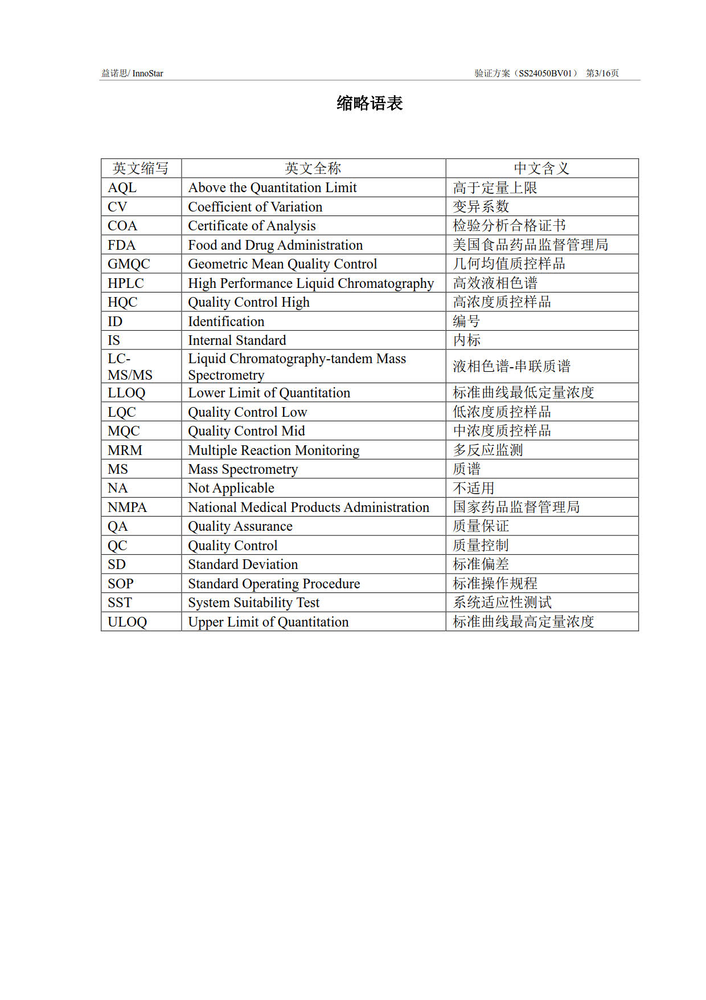 益诺思/ InnoStar 验证方案（SS24050BV01） 第3/16页
缩略语表
英文缩写 英文全称 中文含义
AQL Above the Quantitation Limit 高于定量上限
CV Coefficient of Variation 变异系数
COA Certificate of Analysis 检验分析合格证书
FDA Food and Drug Administration 美国食品药品监督管理局
GMQC Geometric Mean Quality Control 几何均值质控样品
HPLC High Performance Liquid Chromatography 高效液相色谱
HQC Quality Control High 高浓度质控样品
ID Identification 编号
IS Internal Standard 内标
LC-
MS/MS
Liquid Chromatography-tandem Mass
Spectrometry
液相色谱-串联质谱
LLOQ Lower Limit of Quantitation 标准曲线最低定量浓度
LQC Quality Control Low 低浓度质控样品
MQC Quality Control Mid 中浓度质控样品
MRM Multiple Reaction Monitoring 多反应监测
MS Mass Spectrometry 质谱
NA Not Applicable 不适用
NMPA National Medical Products Administration 国家药品监督管理局
QA Quality Assurance 质量保证
QC Quality Control 质量控制
SD Standard Deviation 标准偏差
SOP Standard Operating Procedure 标准操作规程
SST System Suitability Test 系统适应性测试
ULOQ Upper Limit of Quantitation 标准曲线最高定量浓度